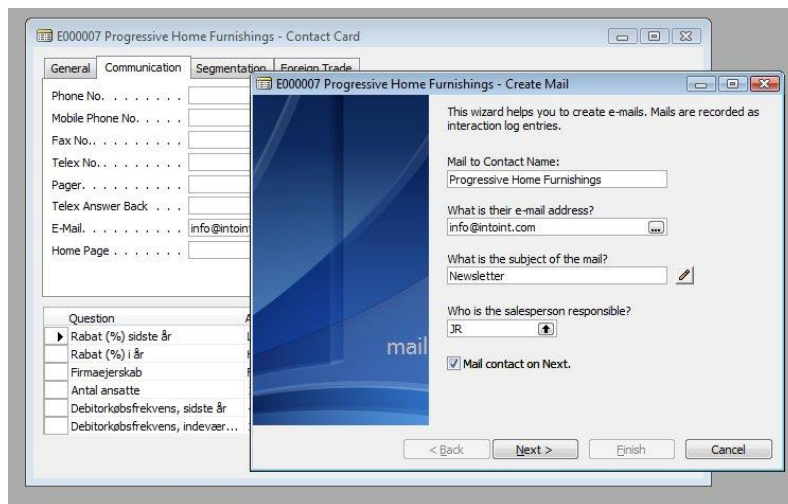 E000007 Progressive Home Furnishings - Contact Card
General Communication Segmentation Foreign Trade
Phone No. . . . . . . . .
Mobile Phone No. . . . . .
Fax No.. . . . . . . . . .
Telex No. . . . . . . . .
Pager. . . . . . . . . . .
Telex Answer Back . . . .
E-Mail. . . . . . . . . . . info@intoint
Home Page . . . . . . . .
Question
Rabat (%) sidste år
Rabat (%) i år
Firmaejerskab
Antal ansatte
Debitorkøbsfrekvens, sidste år
Debitorkøbsfrekvens, indevær...
E000007 Progressive Home Furnishings - Create Mail
This wizard helps you to create e-mails. Mails are recorded as
interaction log entries.
Mail to Contact Name:
Progressive Home Furnishings
What is their e-mail address?
info@intoint.com ...
What is the subject of the mail?
Newsletter
Who is the salesperson responsible?
JR
Mail contact on Next.
mail
< Back Next > Finish Cancel